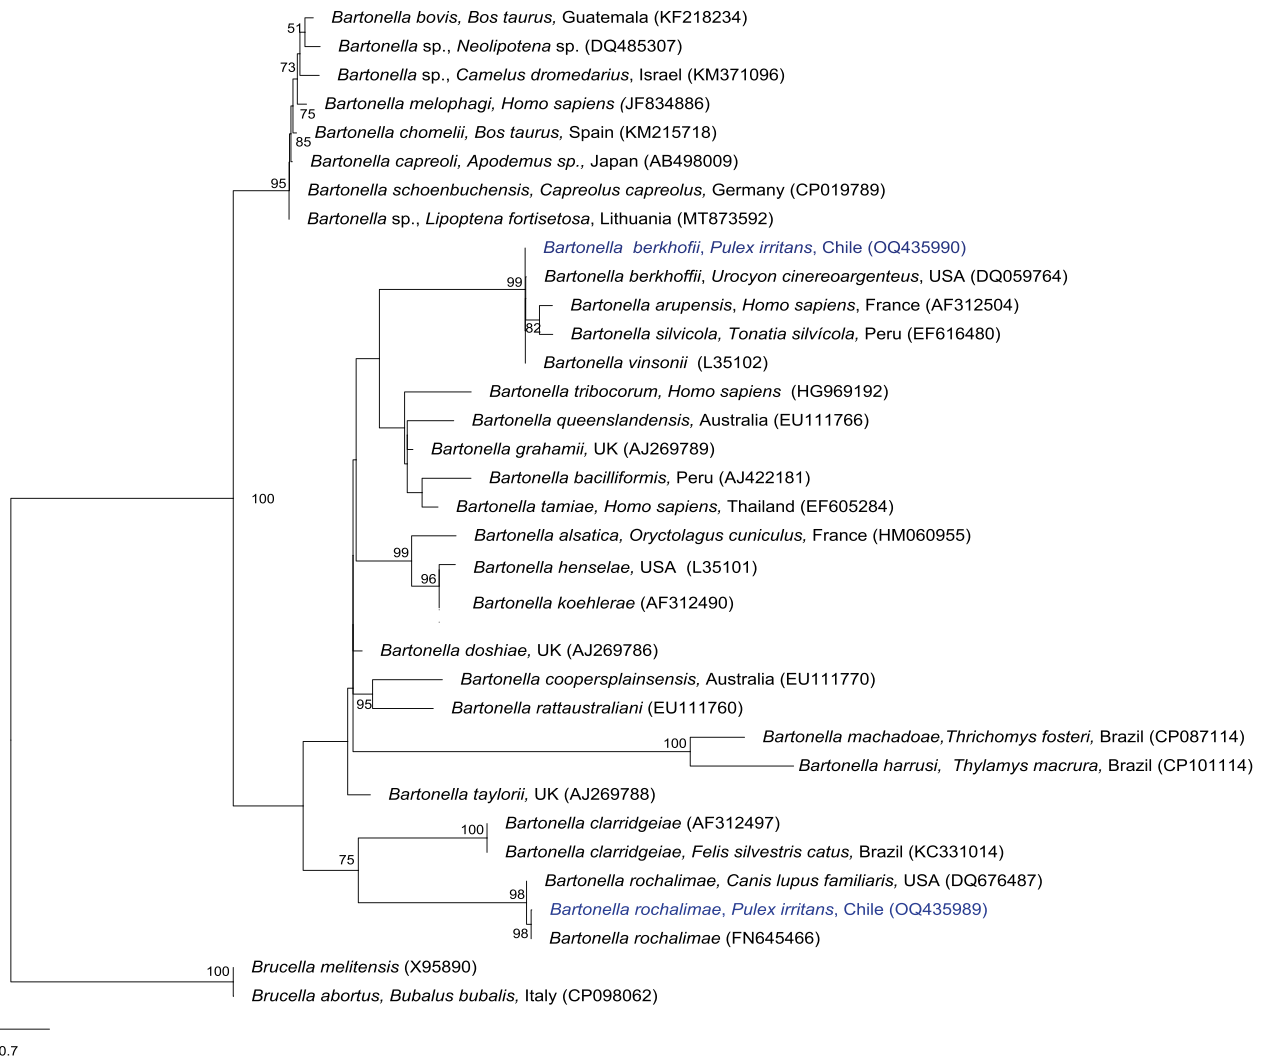 51
Bartonella bovis, Bos taurus, Guatemala (KF218234)
Bartonella sp., Neolipotena sp. (DQ485307)
73
Bartonella sp., Camelus dromedarius, Israel (KM371096)
Bartonella melophagi, Homo sapiens (JF834886)
75
Bartonella chomelii, Bos taurus, Spain (KM215718)
85
Bartonella capreoli, Apodemus sp., Japan (AB498009)
95
Bartonella schoenbuchensis, Capreolus capreolus, Germany (CP019789)
Bartonella sp., Lipoptena fortisetosa, Lithuania (MT873592)
Bartonella berkhofii, Pulex irritans, Chile (OQ435990)
99
Bartonella berkhoffii, Urocyon cinereoargenteus, USA (DQ059764)
Bartonella arupensis, Homo sapiens, France (AF312504)
82
Bartonella silvicola, Tonatia silvícola, Peru (EF616480)
Bartonella vinsonii (L35102)
Bartonella tribocorum, Homo sapiens (HG969192)
Bartonella queenslandensis, Australia (EU111766)
Bartonella grahamii, UK (AJ269789)
Bartonella bacilliformis, Peru (AJ422181)
100
Bartonella tamiae, Homo sapiens, Thailand (EF605284)
Bartonella alsatica, Oryctolagus cuniculus, France (HM060955)
99
Bartonella henselae, USA (L35101)
96
Bartonella koehlerae (AF312490)
Bartonella doshiae, UK (AJ269786)
Bartonella coopersplainsensis, Australia (EU111770)
95
Bartonella rattaustraliani (EU111760)
Bartonella machadoae,Thrichomys fosteri, Brazil (CP087114)
100
Bartonella harrusi, Thylamys macrura, Brazil (CP101114)
Bartonella taylorii, UK (AJ269788)
Bartonella clarridgeiae (AF312497)
100
Bartonella clarridgeiae, Felis silvestris catus, Brazil (KC331014)
75
Bartonella rochalimae, Canis lupus familiaris, USA (DQ676487)
98
Bartonella rochalimae, Pulex irritans, Chile (OQ435989)
98
Bartonella rochalimae (FN645466)
Brucella melitensis (X95890)
100
Brucella abortus, Bubalus bubalis, Italy (CP098062)
0.7